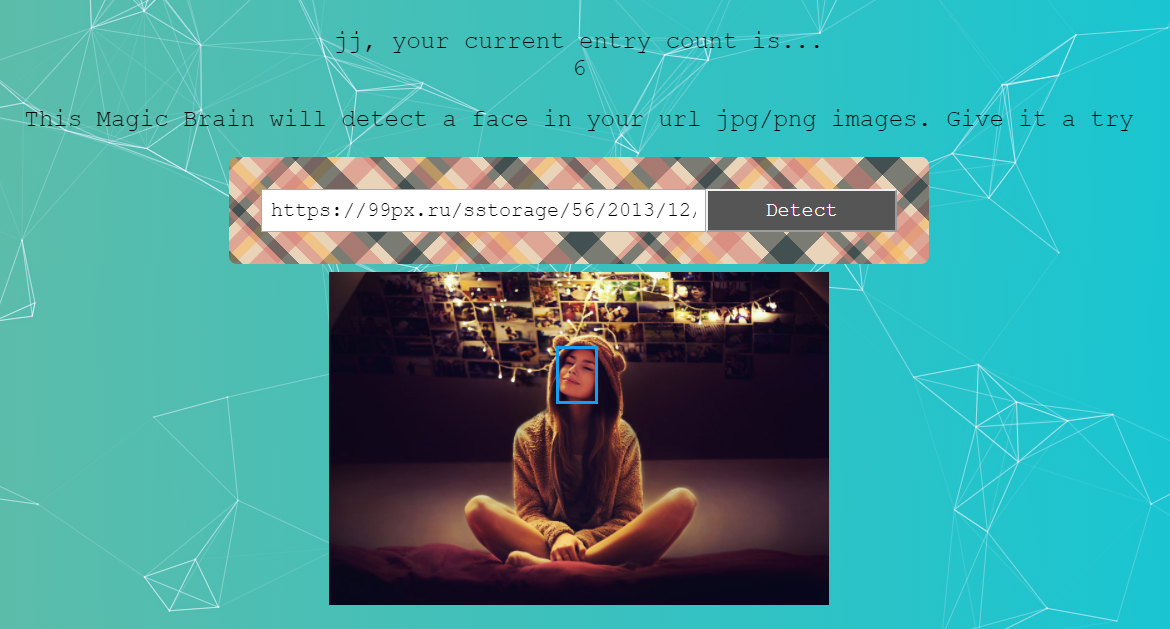 jj, your current entry count is...
6
This Magic Brain will detect a face in your url jpg/png images. Give it a try
https://99px.ru/sstorage/56/2013/12,
Detect